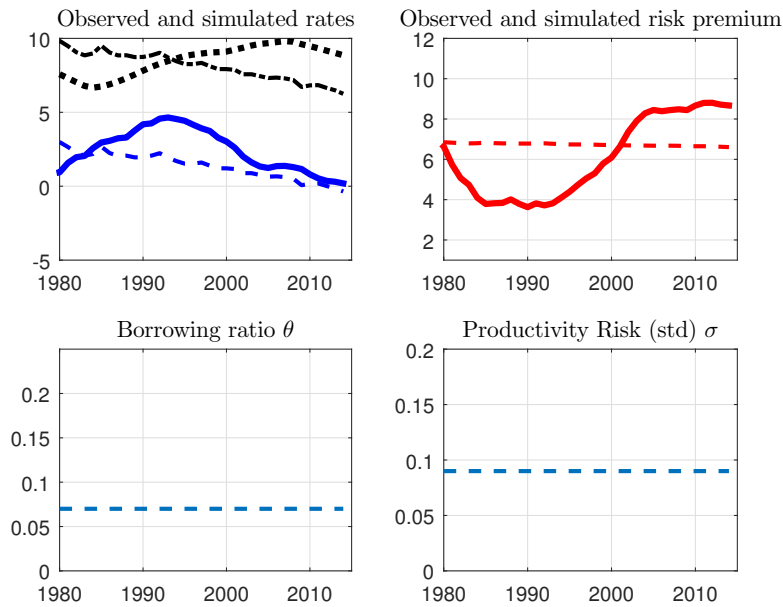 Observed and simulated rates
10
5
0
-5
1980 1990 2000 2010
Observed and simulated risk premium
12
10
8
6
4
2
1980 1990 2000 2010
Borrowing ratio θ
0.2
0.15
0.1
0.05
0
1980 1990 2000 2010
Productivity Risk (std) σ
0.2
0.15
0.1
0.05
0
1980 1990 2000 2010